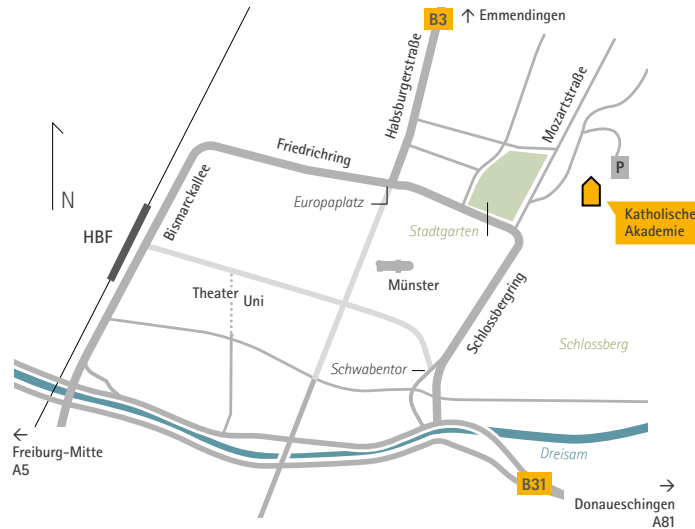 B3
↑ Emmendingen
Habsburgerstraße
Mozartstraße
Friedrichring
P
N
Bismarckallee
Europaplatz
Katholische
Akademie
Stadtgarten
HBF
Münster
Theater
Uni
Schlossbergring
Schlossberg
Schwabentor
←
Freiburg-Mitte
A5
Dreisam
B31
→
Donaueschingen
A81